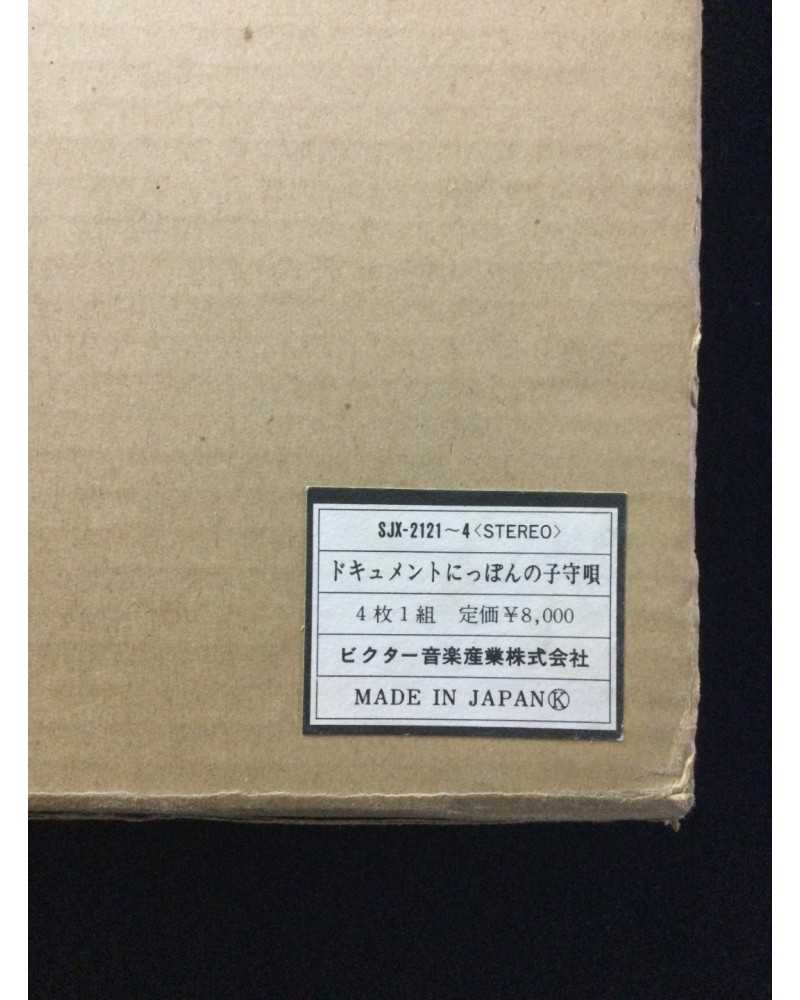 SJX-2121～4〈STEREO〉
ドキュメントにっぽんの子守唄
4枚1組　定価￥8,000
ビクター音楽産業株式会社
MADE IN JAPANⓀ